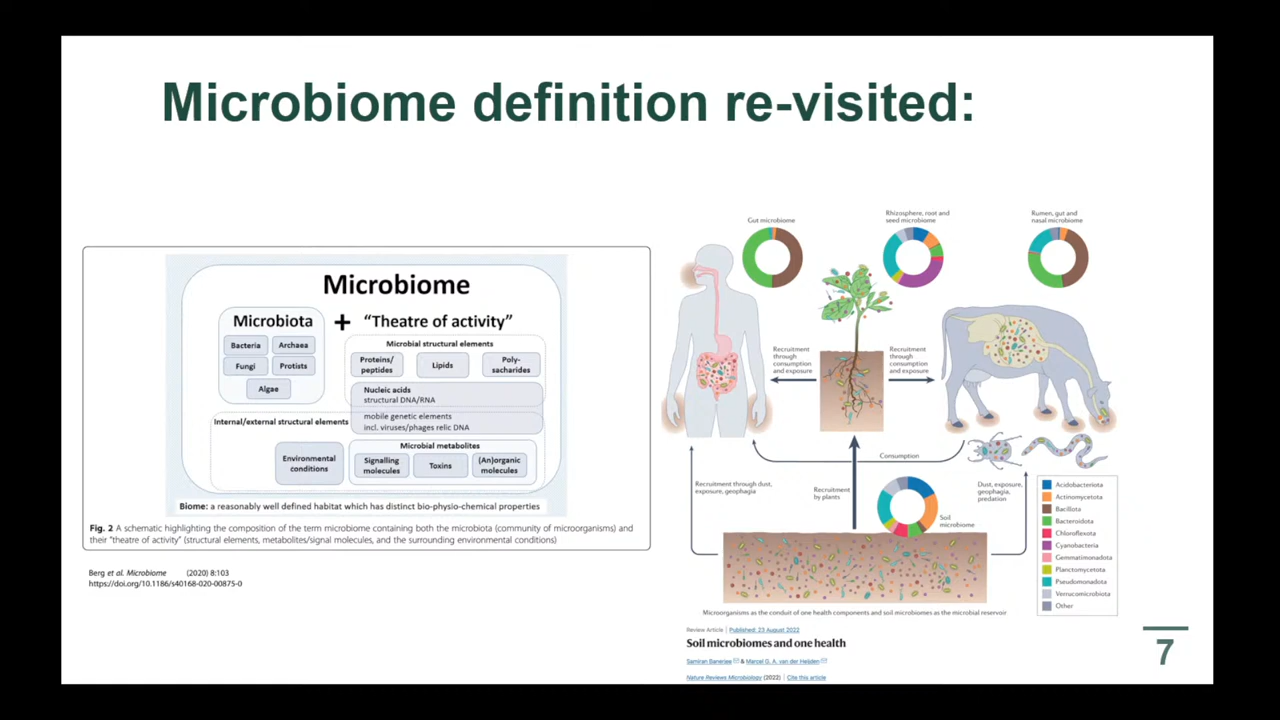 Microbiome definition re-visited:
Microbiome
Microbiota
+
"Theatre of activity"
Bacteria
Archaea
Fungi
Protists
Algae
Microbial structural elements
Proteins/
peptides
Lipids
Poly-
sacharides
Nucleic acids
structural DNA/RNA
mobile genetic elements
incl. viruses/phages relic DNA
Internal/external structural elements
Environmental
conditions
Microbial metabolites
Signalling
molecules
Toxins
(An)organic
molecules
Biome: a reasonably well defined habitat which has distinct bio-physio-chemical properties
Fig. 2 A schematic highlighting the composition of the term microbiome containing both the microbiota (community of microorganisms) and
their "theatre of activity" (structural elements, metabolites/signal molecules, and the surrounding environmental conditions)
Berg et al. Microbiome (2020) 8:103
https://doi.org/10.1186/s40168-020-00875-0
Gut microbiome
Rhizosphere, root and
seed microbiome
Rumen, gut and
nasal microbiome
Recruitment
through
consumption
and exposure
Recruitment
through
consumption
and exposure
Consumption
Recruitment through dust,
exposure, geophagia
Recruitment
by plants
Soil
microbiome
Dust, exposure,
geophagia,
predation
Acidobacteriota
Actinomycetota
Bacillota
Bacteroidota
Chloroflexota
Cyanobacteria
Gemmatimonadota
Planctomycetota
Pseudomonadota
Verrucomicrobiota
Other
Microorganisms as the conduit of one health components and soil microbiomes as the microbial reservoir
Review Article | Published: 23 August 2022
Soil microbiomes and one health
Samiran Banerjee & Marcel G. A. van der Heijden
Nature Reviews Microbiology (2022) | Cite this article
7